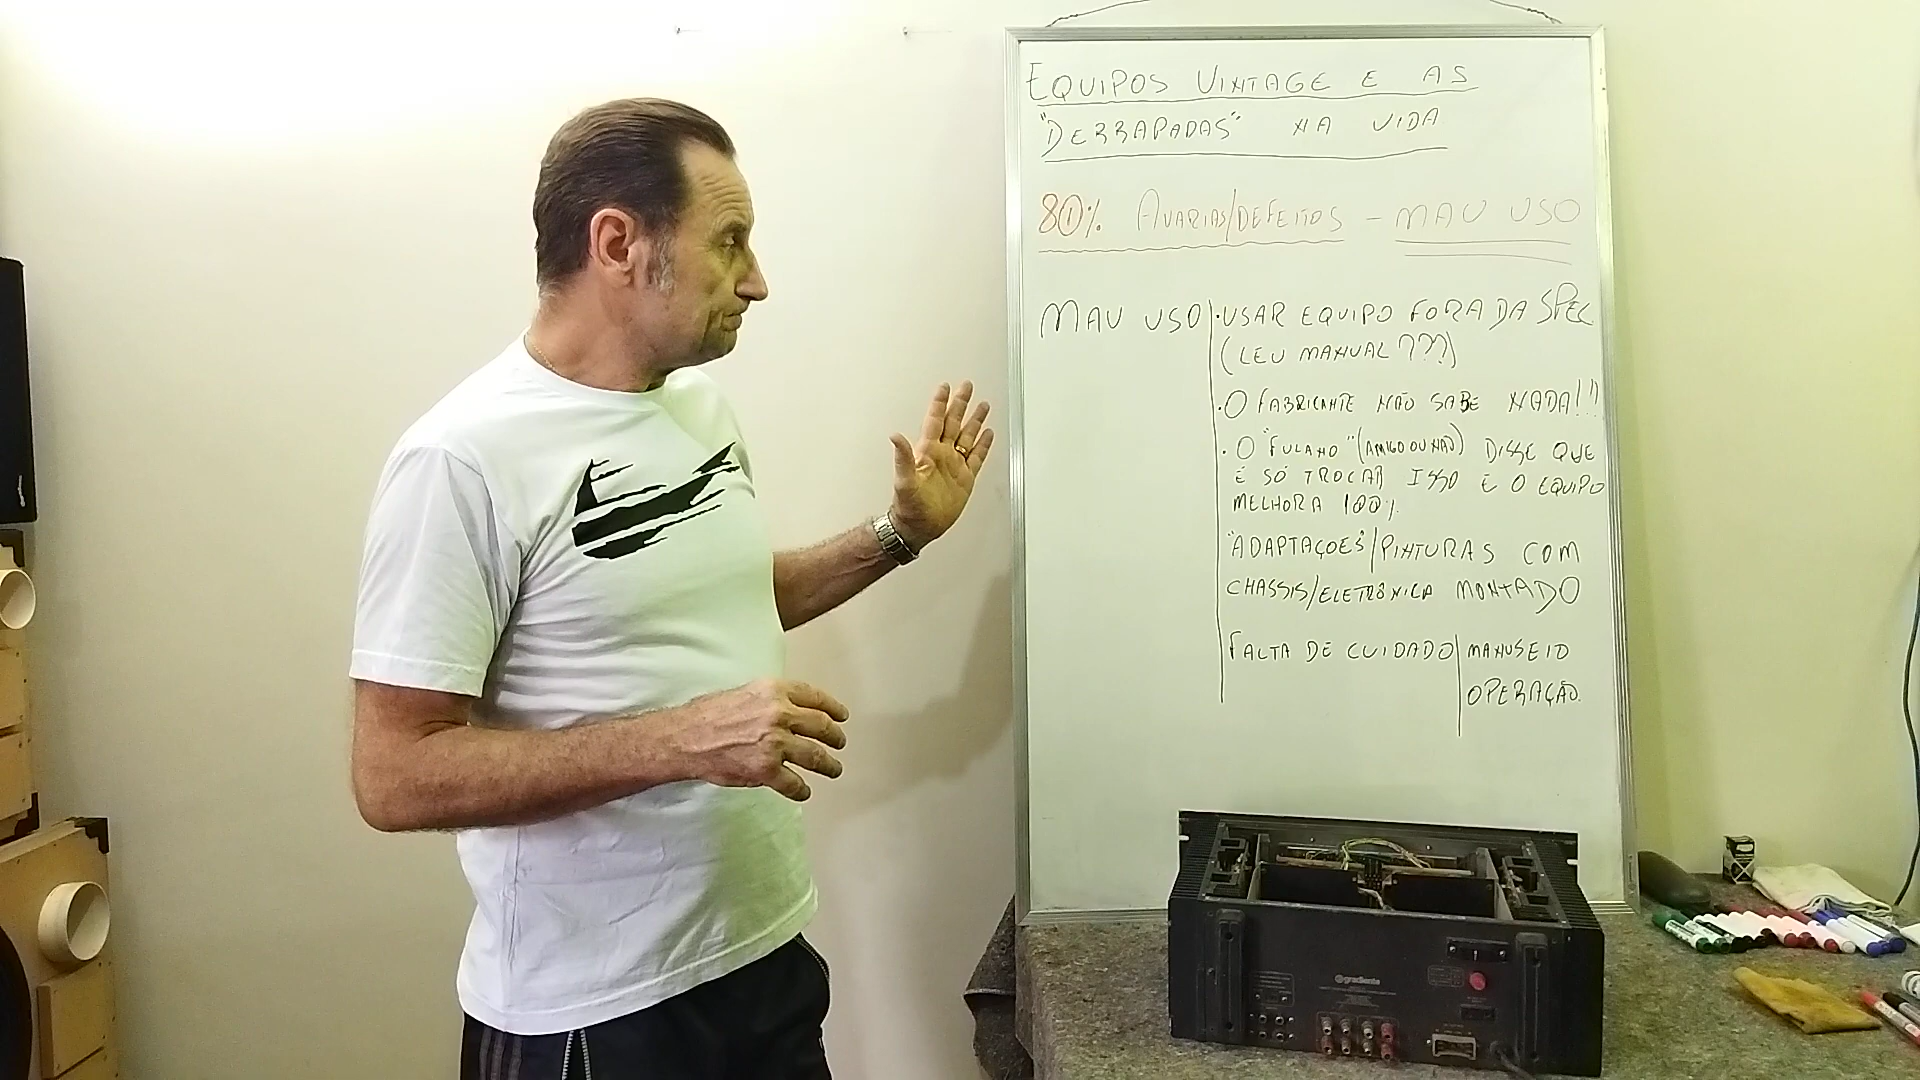 EQUIPOS VINTAGE E AS
"DERRAPADAS" NA VIDA
80% AVARIAS/DEFEITOS - MAU USO
MAU USO
·USAR EQUIPO FORA DA SPEC
(LEU MANUAL ???)
·O FABRICANTE NÃO SABE NADA!!!
·O "FULANO" (AMIGO OU NÃO) DISSE QUE
É SÓ TROCAR ISSO E O EQUIPO
MELHORA 100%.
"ADAPTAÇOES"/PINTURAS COM
CHASSIS/ELETRÔNICA MONTADO
FALTA DE CUIDADO
MANUSEIO
OPERAÇÃO.
gradiente